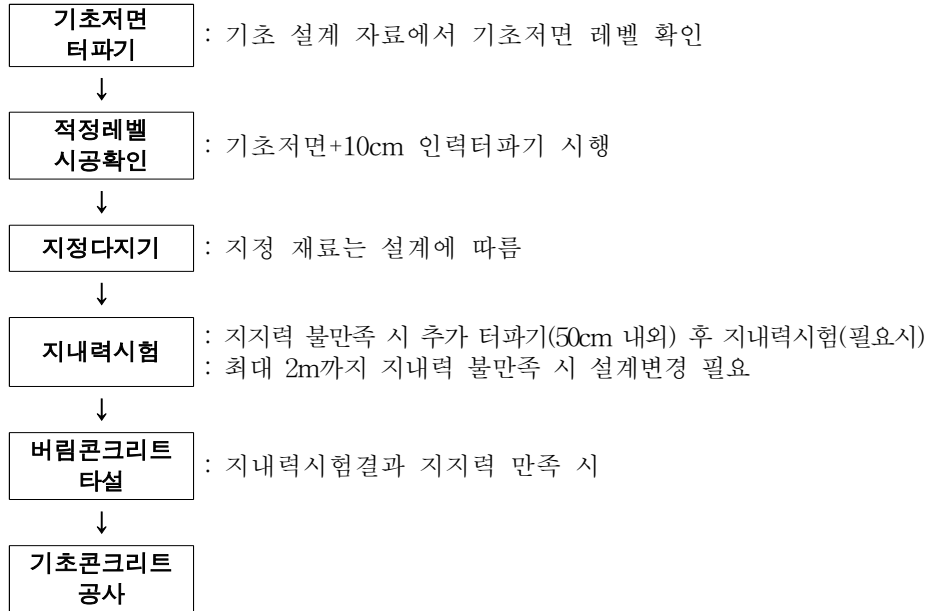 기초저면
터파기
: 기초 설계 자료에서 기초저면 레벨 확인
↓
적정레벨
시공확인
: 기초저면+10cm 인력터파기 시행
↓
지정다지기
: 지정 재료는 설계에 따름
↓
지내력시험
: 지지력 불만족 시 추가 터파기(50cm 내외) 후 지내력시험(필요시)
: 최대 2m까지 지내력 불만족 시 설계변경 필요
↓
버림콘크리트
타설
: 지내력시험결과 지지력 만족 시
↓
기초콘크리트
공사